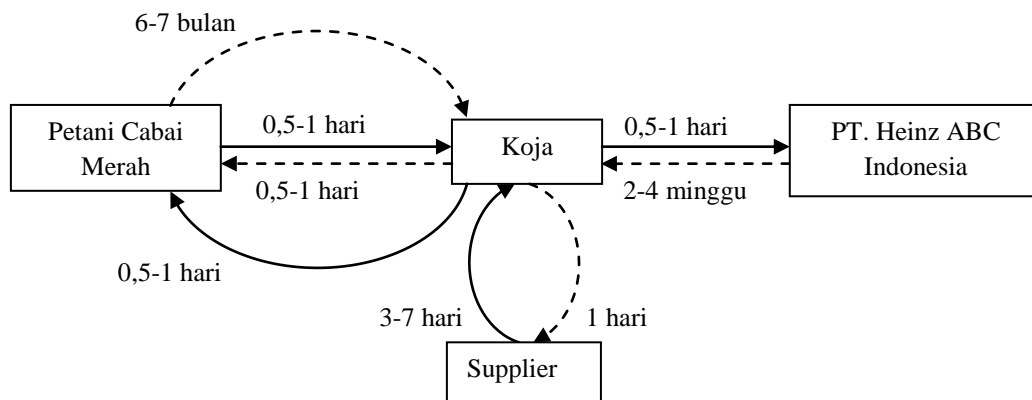 6-7 bulan
Petani Cabai
Merah
0,5-1 hari
0,5-1 hari
Koja
0,5-1 hari
2-4 minggu
PT. Heinz ABC
Indonesia
0,5-1 hari
3-7 hari
1 hari
Supplier